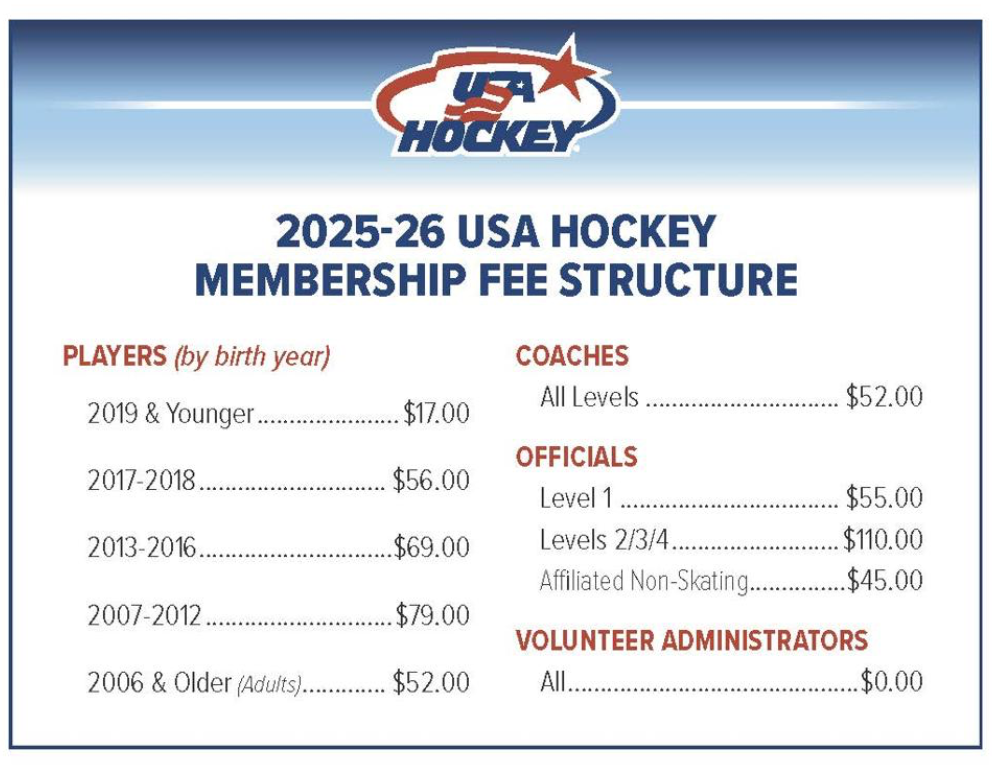 USA
HOCKEY
2025-26 USA HOCKEY
MEMBERSHIP FEE STRUCTURE
PLAYERS (by birth year)
2019 & Younger...................... $17.00
2017-2018............................. $56.00
2013-2016..............................$69.00
2007-2012.............................$79.00
2006 & Older (Adults)............. $52.00
COACHES
All Levels .............................. $52.00
OFFICIALS
Level 1 .................................. $55.00
Levels 2/3/4.......................... $110.00
Affiliated Non-Skating...............$45.00
VOLUNTEER ADMINISTRATORS
All.............................................$0.00